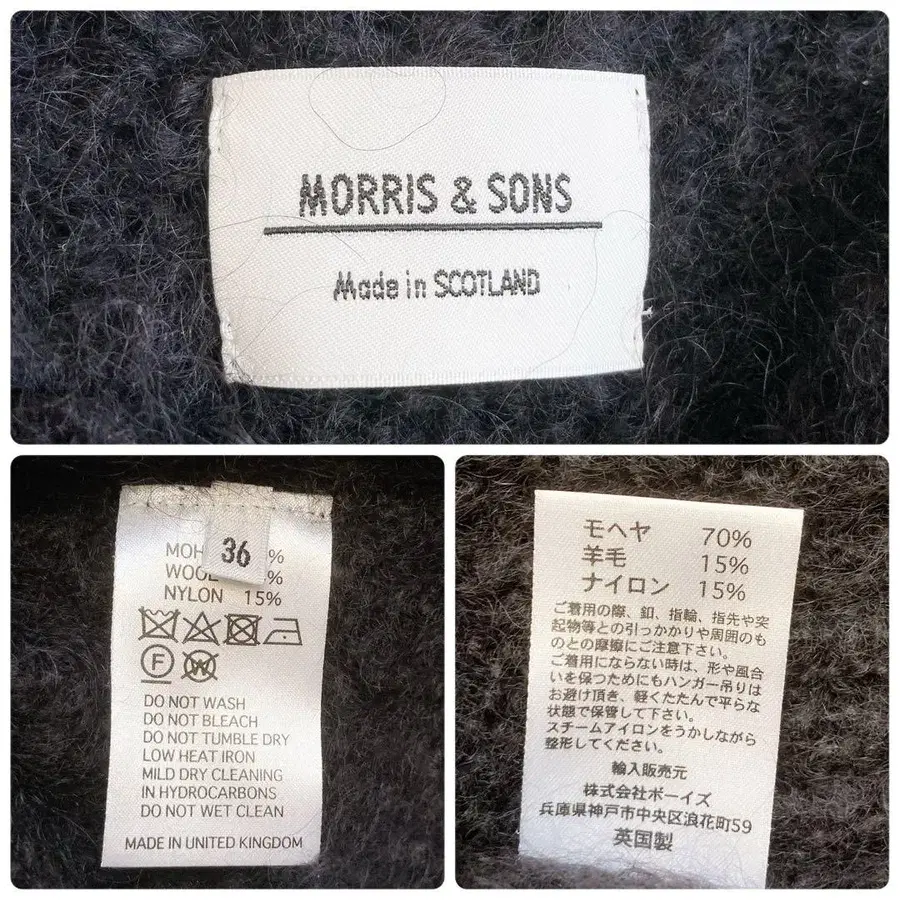 MORRIS & SONS
Made in SCOTLAND
36
MOH %
WOOL %
NYLON 15%
F
W
DO NOT WASH
DO NOT BLEACH
DO NOT TUMBLE DRY
LOW HEAT IRON
MILD DRY CLEANING
IN HYDROCARBONS
DO NOT WET CLEAN
MADE IN UNITED KINGDOM
モヘヤ 70%
羊毛 15%
ナイロン 15%
ご着用の際、釦、指輪、指先や突
起物等との引っかかりや周囲のも
のとの摩擦にご注意下さい。
ご着用にならない時は、形や風合
いを保つためにもハンガー吊りは
お避け頂き、軽くたたんで平らな
状態で保管して下さい。
スチームアイロンをうかしながら
整形してください。
輸入販売元
株式会社ボーイズ
兵庫県神戸市中央区浪花町59
英国製